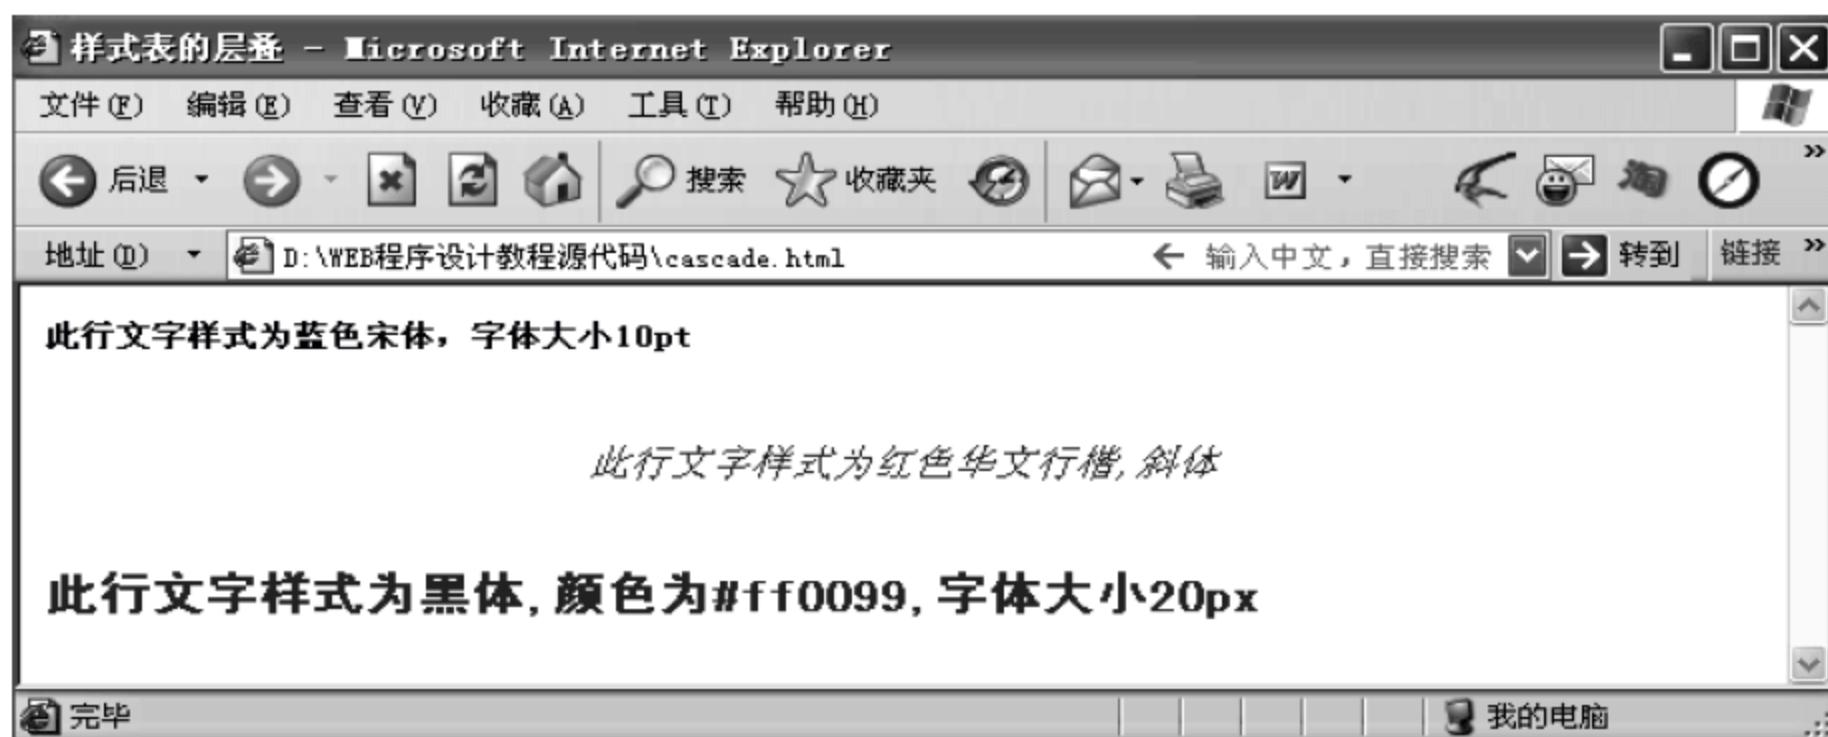 样式表的层叠 - Microsoft Internet Explorer
文件(F) 编辑(E) 查看(V) 收藏(A) 工具(T) 帮助(H)
后退 搜索 收藏夹 W 淘 »
地址(D) D:\WEB程序设计教程源代码\cascade.html ← 输入中文，直接搜索 转到 链接 »
此行文字样式为蓝色宋体，字体大小10pt
此行文字样式为红色华文行楷,斜体
此行文字样式为黑体,颜色为#ff0099,字体大小20px
完毕 我的电脑